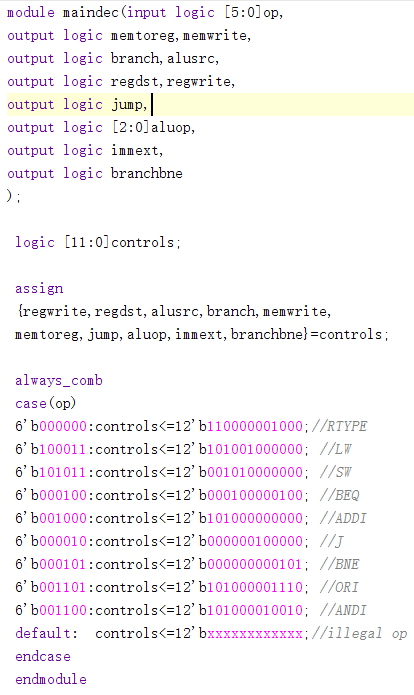 module maindec(input logic [5:0]op,
output logic memtoreg,memwrite,
output logic branch,alusrc,
output logic regdst,regwrite,
output logic jump,
output logic [2:0]aluop,
output logic immext,
output logic branchbne
);
logic [11:0]controls;
assign
{regwrite,regdst,alusrc,branch,memwrite,
memtoreg,jump,aluop,immext,branchbne}=controls;
always_comb
case(op)
6'b000000:controls<=12'b110000001000;//RTYPE
6'b100011:controls<=12'b101001000000; //LW
6'b101011:controls<=12'b001010000000; //SW
6'b000100:controls<=12'b000100000100; //BEQ
6'b001000:controls<=12'b101000000000; //ADDI
6'b000010:controls<=12'b000000100000; //J
6'b000101:controls<=12'b000000000101; //BNE
6'b001101:controls<=12'b101000001110; //ORI
6'b001100:controls<=12'b101000010010; //ANDI
default:  controls<=12'bxxxxxxxxxxxx;//illegal op
endcase
endmodule